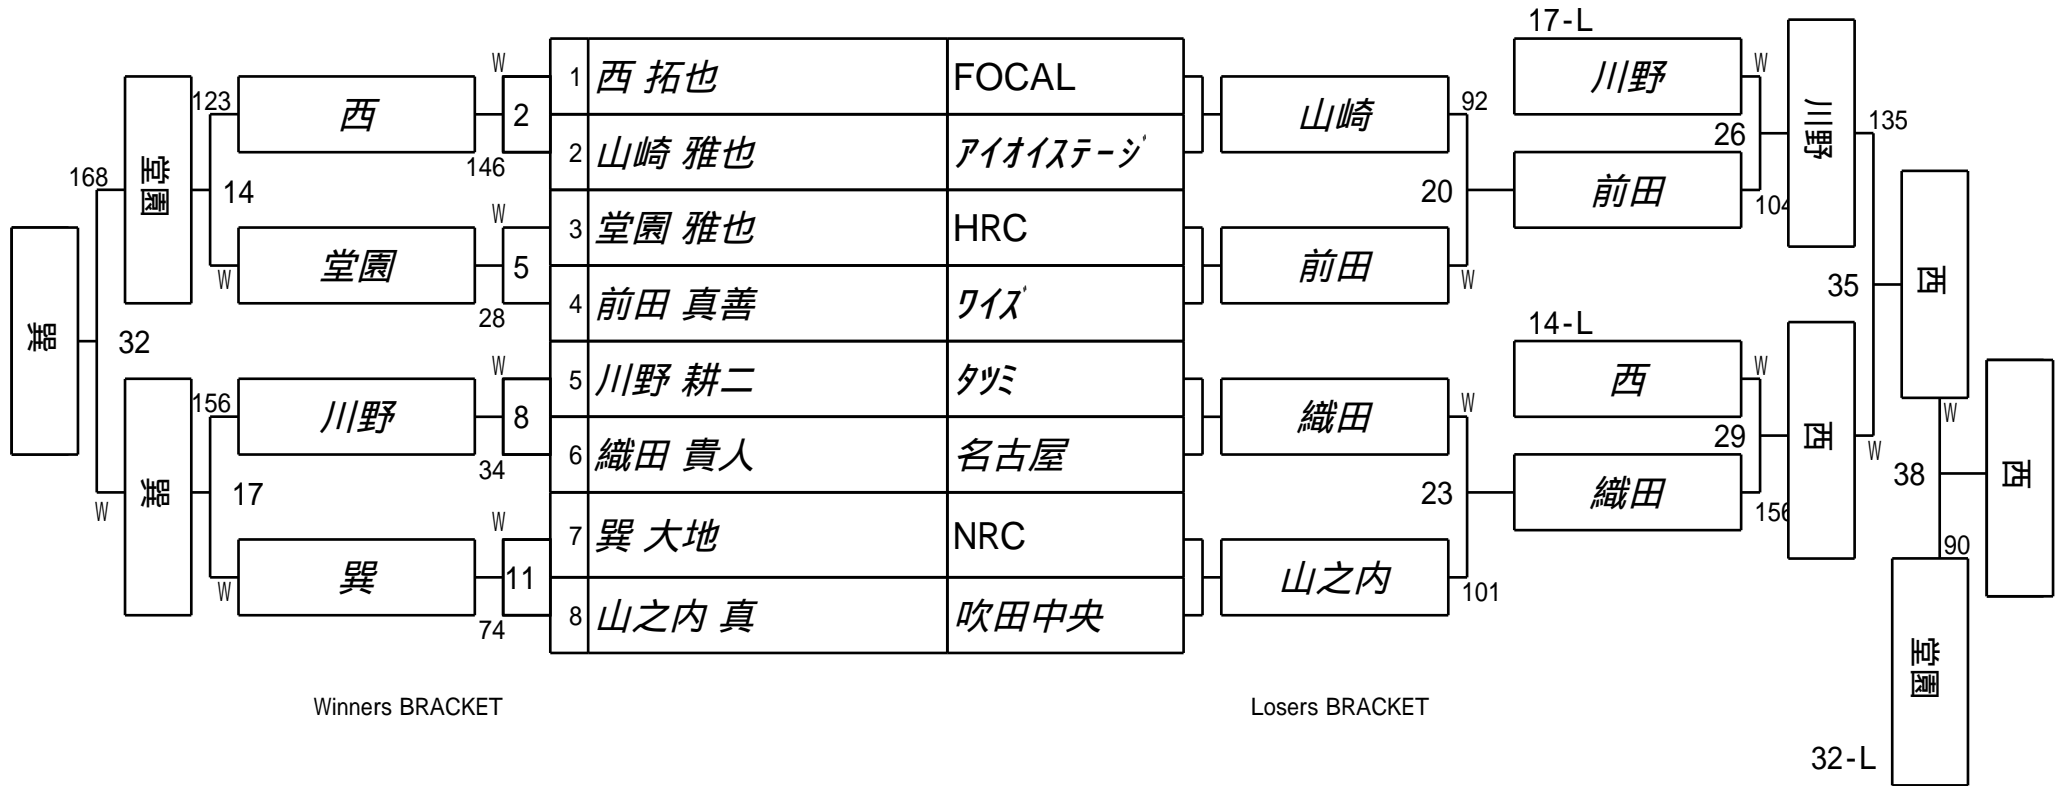 17-L
W
1 西 拓也 FOCAL
川野
W
123
西
2
山崎
92
川野
135
26
2 山崎 雅也 アイオイステージ
146
168
堂園
14
20
前田
104
W
3 堂園 雅也 HRC
W
堂園
5
前田
W
西
35
4 前田 真善 ワイズ
28
14-L
巽
32
W
5 川野 耕二 タツミ
西
W
156
川野
8
織田
W
西
W
W
29
6 織田 貴人 名古屋
34
38
西
巽
17
23
織田
156
W
W
7 巽 大地 NRC
90
W
巽
11
山之内
101
8 山之内 真 吹田中央
74
堂園
Winners BRACKET
Losers BRACKET
32-L